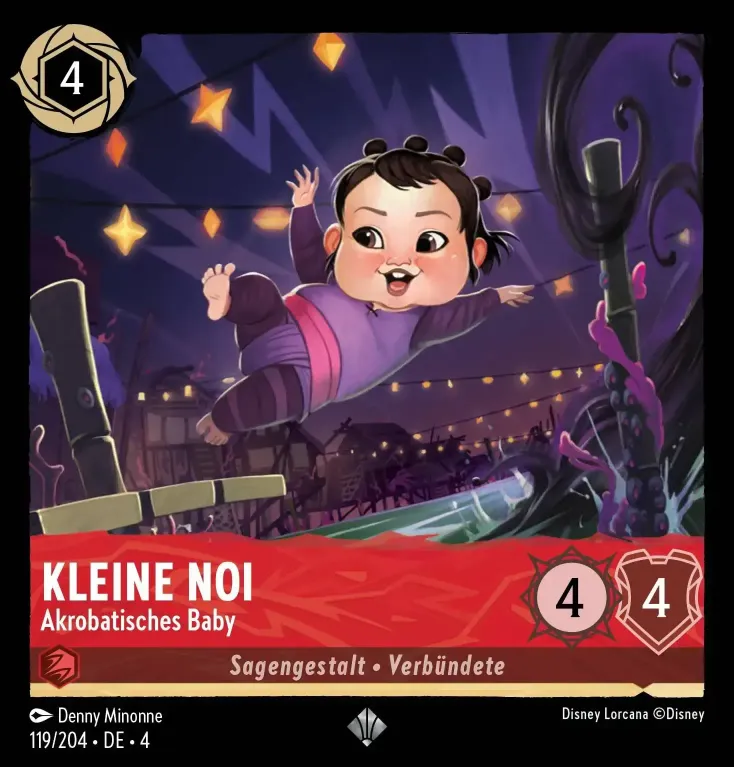 4
KLEINE NOI
Akrobatisches Baby
4
4
Sagengestalt • Verbündete
Denny Minonne
Disney Lorcana ©Disney
119/204 • DE • 4